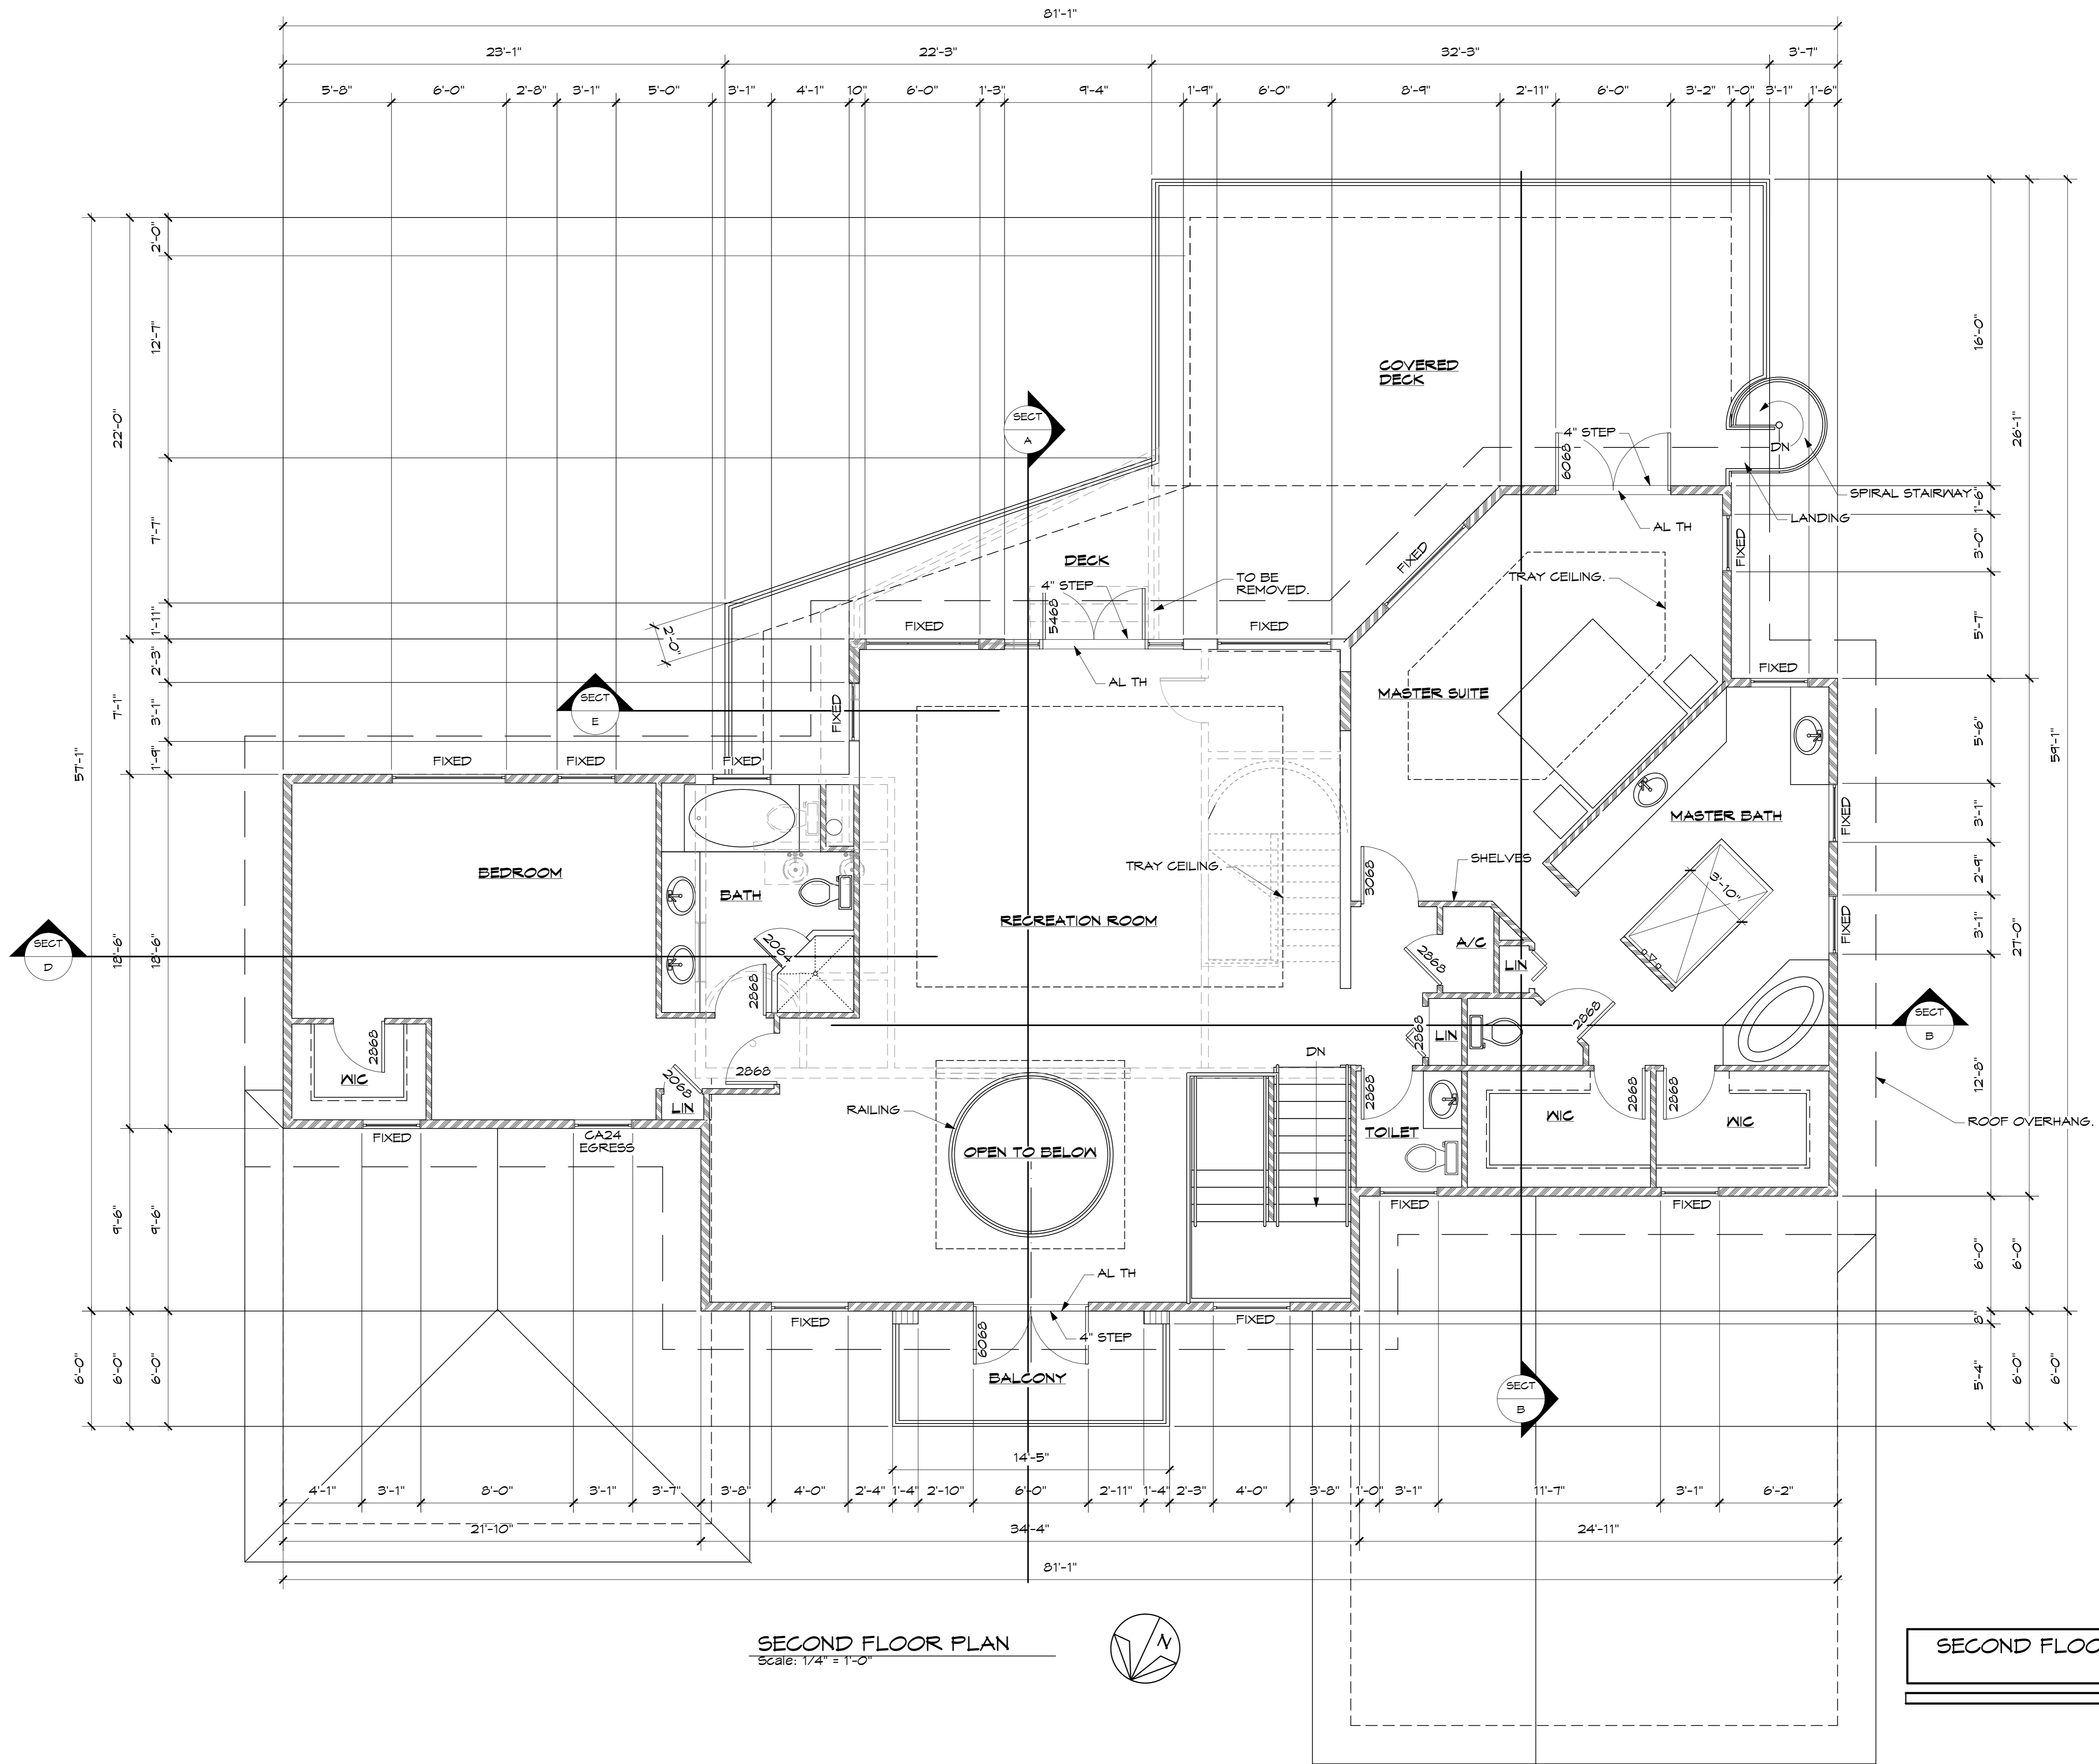 81'-1"
23'-1" 22'-3" 32'-3" 3'-7"
5'-8" 6'-0" 2'-8" 3'-1" 5'-0" 3'-1" 4'-1" 10" 6'-0" 1'-3" 9'-4" 1'-9" 6'-0" 8'-9" 2'-11" 6'-0" 3'-2" 1'-0" 3'-1" 1'-6"
57'-1"
6'-0"
22'-0"
7'-1"
18'-6"
9'-6"
6'-0"
2'-0"
12'-7"
7'-7"
1'-11"
2'-3"
3'-1"
1'-9"
18'-6"
9'-6"
6'-0"
COVERED
DECK
SECT
A
4" STEP
6068
DN
SPIRAL STAIRWAY
LANDING
AL TH
FIXED
FIXED
DECK
TO BE
REMOVED.
4" STEP
5468
TRAY CEILING.
2'-0"
FIXED
FIXED
AL TH
FIXED
SECT
E
FIXED
MASTER SUITE
FIXED
FIXED
FIXED
FIXED
MASTER BATH
FIXED
BEDROOM
BATH
TRAY CEILING.
SHELVES
3068
3'-10"
RECREATION ROOM
SECT
D
2064
2868
A/C
2868
LIN
FIXED
2868
SECT
B
2868
LIN
2868
WIC
2868
2068
LIN
DN
2868
2868
2868
RAILING
WIC
WIC
TOILET
OPEN TO BELOW
ROOF OVERHANG.
FIXED
CA24
EGRESS
FIXED
FIXED
AL TH
FIXED
FIXED
6068
4" STEP
BALCONY
SECT
B
16'-0"
1'-6"
3'-0"
5'-7"
5'-6"
3'-1"
2'-9"
3'-1"
12'-8"
6'-0"
8"
5'-4"
26'-1"
27'-0"
6'-0"
6'-0"
59'-1"
6'-0"
14'-5"
4'-1" 3'-1" 8'-0" 3'-1" 3'-7" 3'-8" 4'-0" 2'-4" 1'-4" 2'-10" 6'-0" 2'-11" 1'-4" 2'-3" 4'-0" 3'-8" 1'-0" 3'-1" 11'-7" 3'-1" 6'-2"
21'-10" 34'-4" 24'-11"
81'-1"
SECOND FLOOR PLAN
Scale: 1/4" = 1'-0"
N
SECOND FLOO